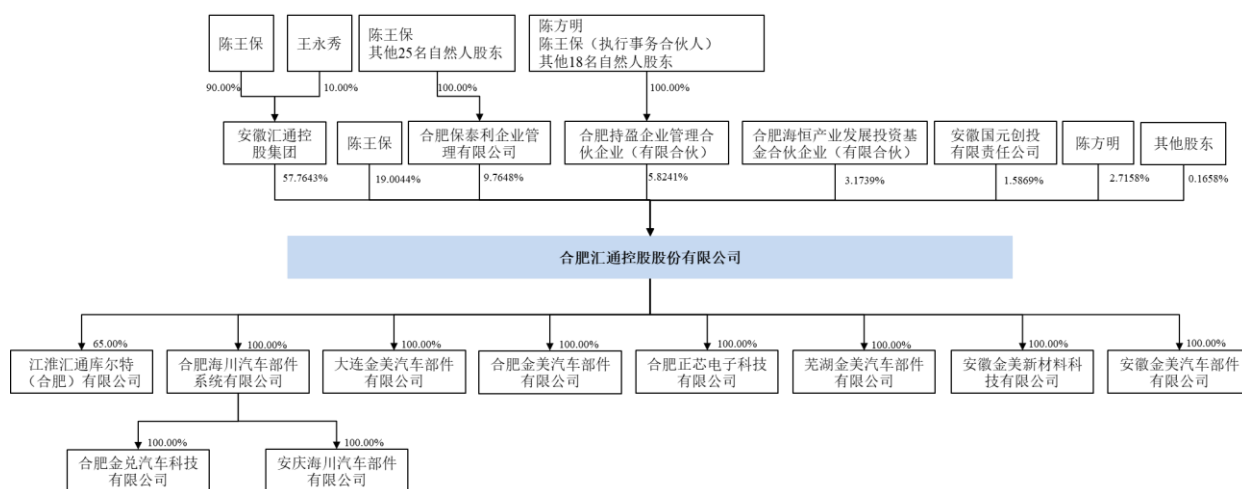 陈王保
王永秀
陈王保
其他25名自然人股东
陈方明
陈王保（执行事务合伙人）
其他18名自然人股东
90.00%
10.00%
100.00%
100.00%
安徽汇通控
股集团
陈王保
合肥保泰利企业管
理有限公司
合肥持盈企业管理合
伙企业（有限合伙）
合肥海恒产业发展投资基
金合伙企业（有限合伙）
安徽国元创投
有限责任公司
陈方明
其他股东
57.7643%
19.0044%
9.7648%
5.8241%
3.1739%
1.5869%
2.7158%
0.1658%
合肥汇通控股股份有限公司
65.00%
100.00%
100.00%
100.00%
100.00%
100.00%
100.00%
100.00%
江淮汇通库尔特
（合肥）有限公司
合肥海川汽车部件
系统有限公司
大连金美汽车部件
有限公司
合肥金美汽车部件
有限公司
合肥正芯电子科技
有限公司
芜湖金美汽车部件
有限公司
安徽金美新材料科
技有限公司
安徽金美汽车部件
有限公司
100.00%
100.00%
合肥金兑汽车科技
有限公司
安庆海川汽车部件
有限公司